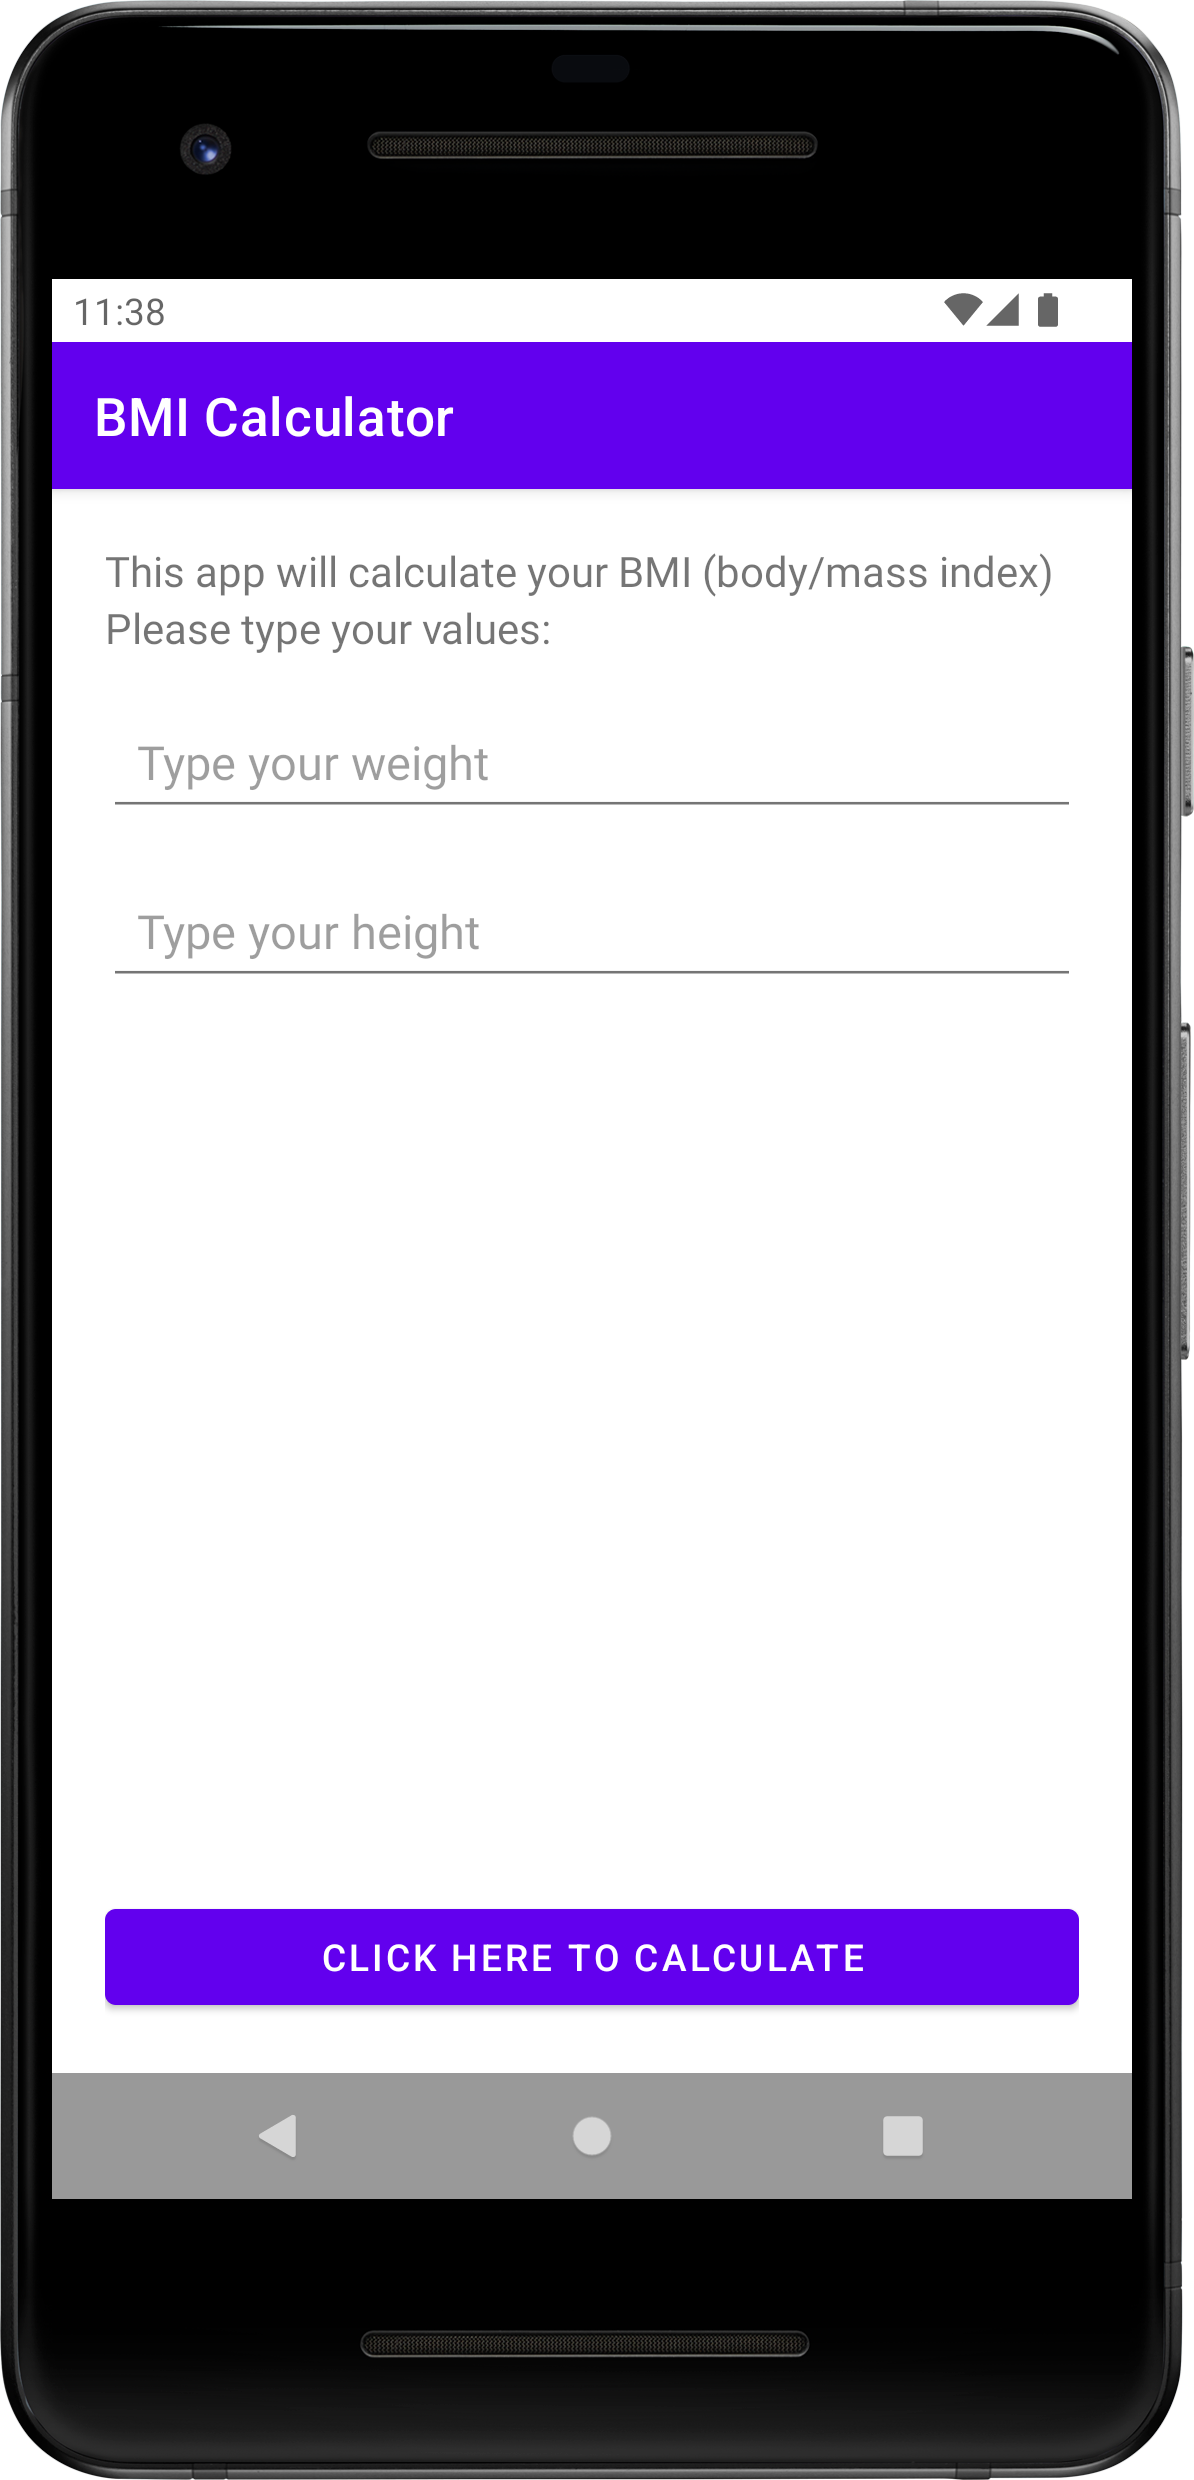 11:38
BMI Calculator
This app will calculate your BMI (body/mass index)
Please type your values:
Type your weight
Type your height
CLICK HERE TO CALCULATE